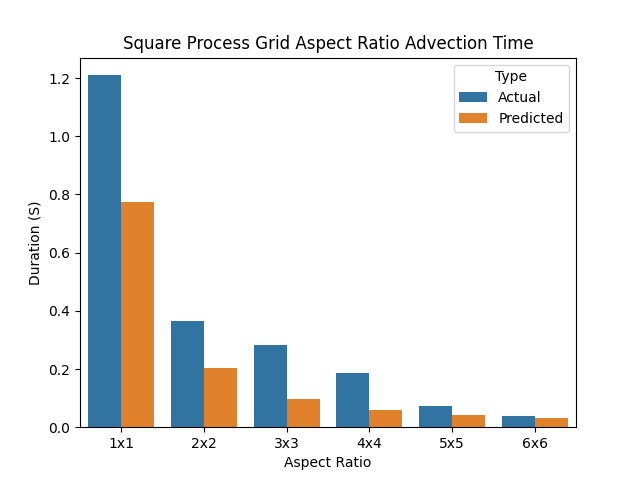 Square Process Grid Aspect Ratio Advection Time
Type
Actual
Predicted
Duration (S)
1.2
1.0
0.8
0.6
0.4
0.2
0.0
1x1 2x2 3x3 4x4 5x5 6x6
Aspect Ratio